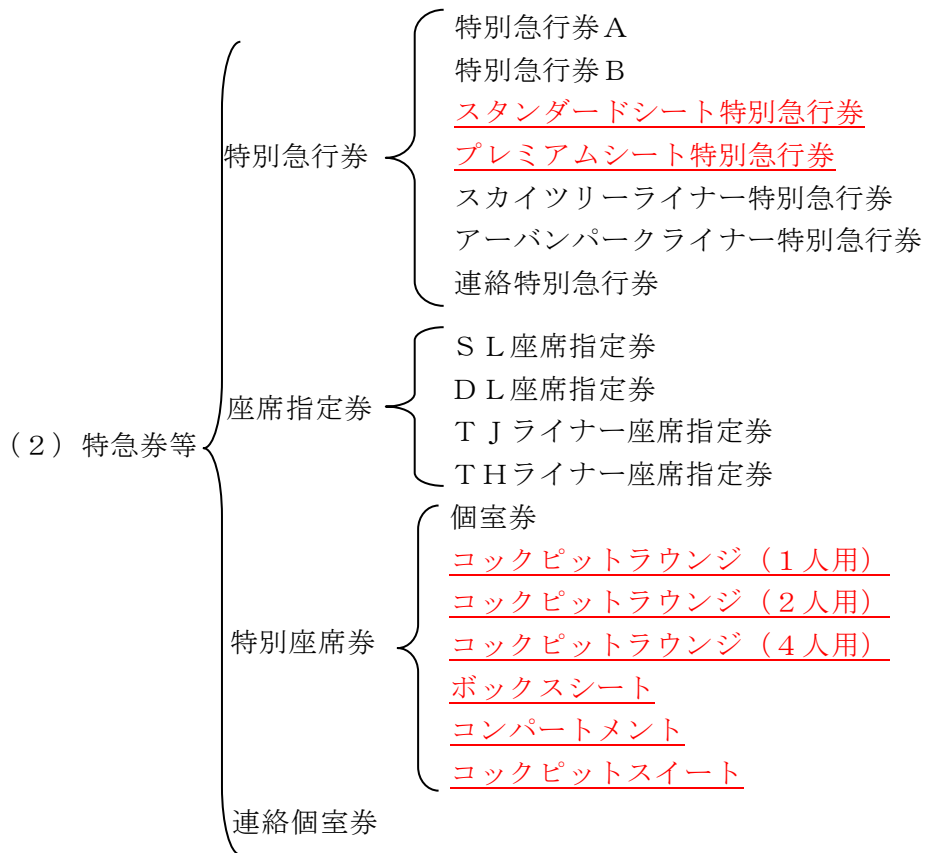 （２）特急券等
特別急行券
特別急行券Ａ
特別急行券Ｂ
スタンダードシート特別急行券
プレミアムシート特別急行券
スカイツリーライナー特別急行券
アーバンパークライナー特別急行券
連絡特別急行券
座席指定券
ＳＬ座席指定券
ＤＬ座席指定券
ＴＪライナー座席指定券
ＴＨライナー座席指定券
特別座席券
個室券
コックピットラウンジ（１人用）
コックピットラウンジ（２人用）
コックピットラウンジ（４人用）
ボックスシート
コンパートメント
コックピットスイート
連絡個室券